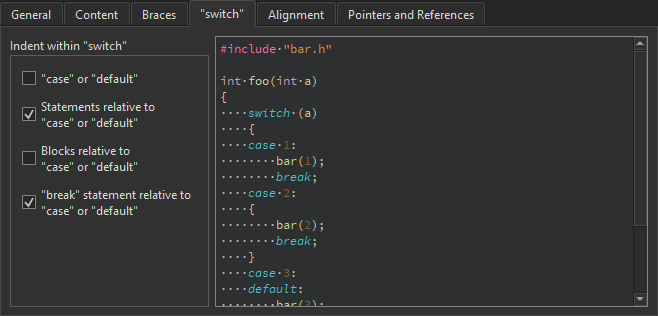 General Content Braces "switch" Alignment Pointers and References
Indent within "switch"
"case" or "default"
Statements relative to
"case" or "default"
Blocks relative to
"case" or "default"
"break" statement relative to
"case" or "default"
#include·"bar.h"
int·foo(int·a)
{
····switch·(a)
····{
····case·1:
········bar(1);
········break;
····case·2:
····{
········bar(2);
········break;
····}
····case·3:
····default:
········bar(3);